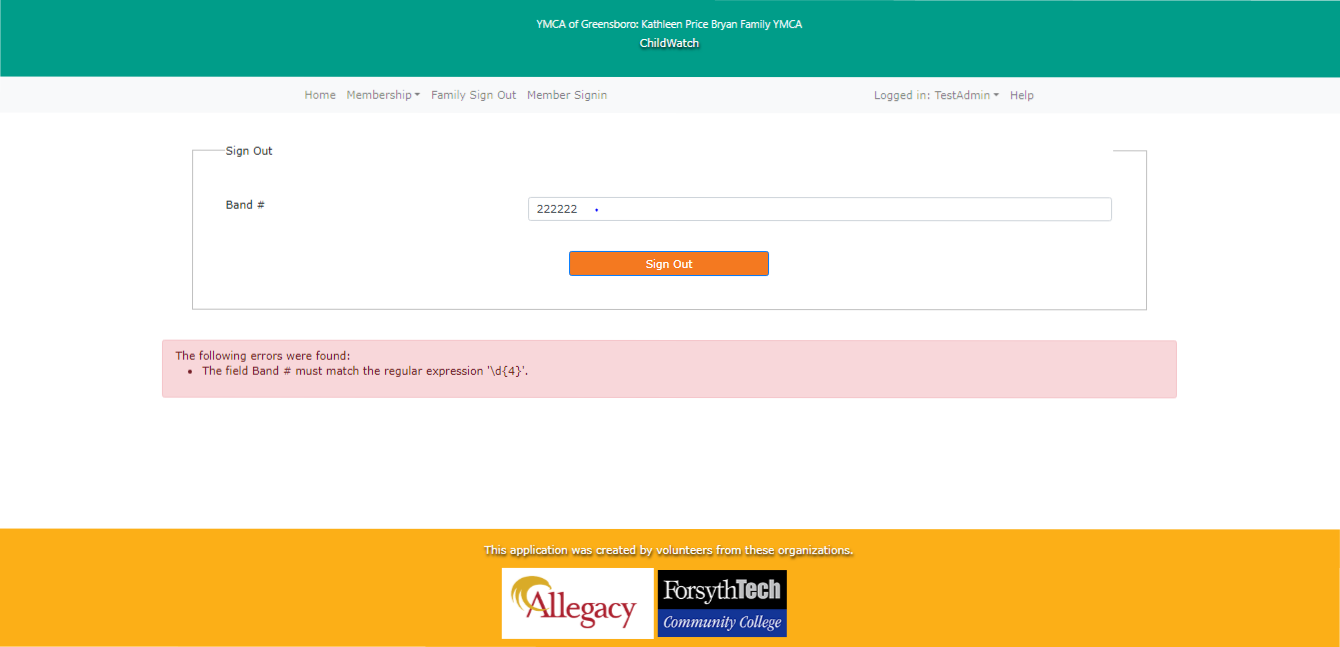 YMCA of Greensboro: Kathleen Price Bryan Family YMCA
ChildWatch
Home Membership Family Sign Out Member Signin Logged in: TestAdmin Help
Sign Out
Band #
222222
Sign Out
The following errors were found:
• The field Band # must match the regular expression '\d{4}'.
This application was created by volunteers from these organizations.
Allegacy
ForsythTech
Community College